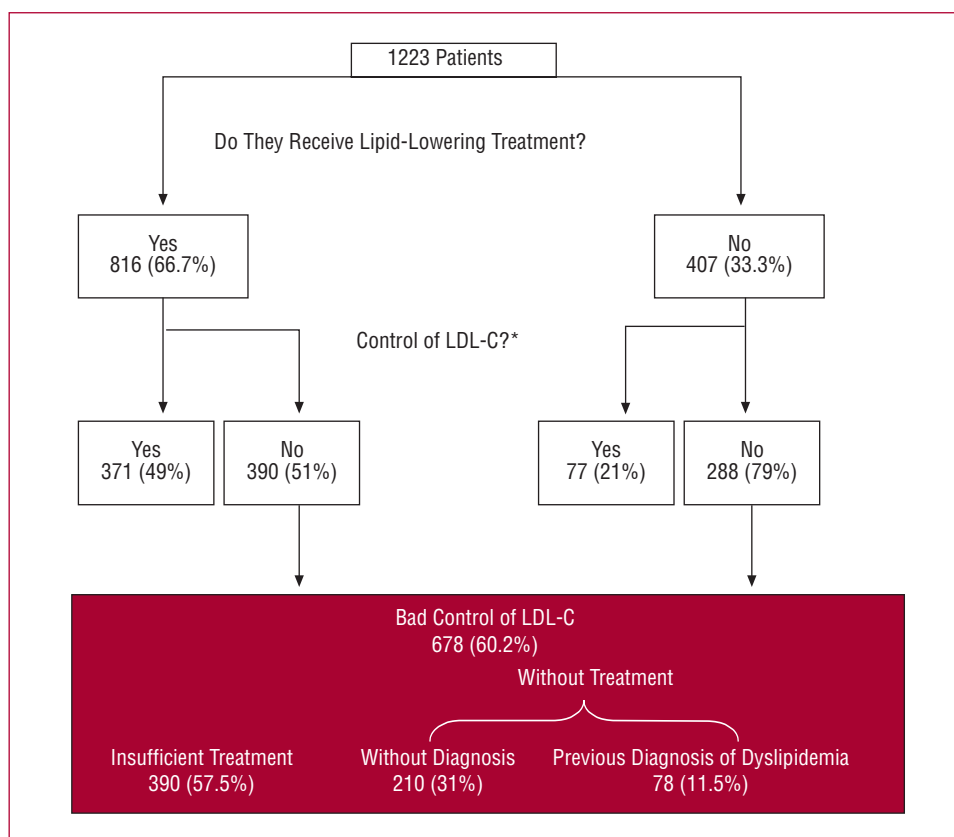 1223 Patients
Do They Receive Lipid-Lowering Treatment?
Yes
816 (66.7%)
No
407 (33.3%)
Control of LDL-C?*
Yes
371 (49%)
No
390 (51%)
Yes
77 (21%)
No
288 (79%)
Bad Control of LDL-C
678 (60.2%)
Without Treatment
Insufficient Treatment
390 (57.5%)
Without Diagnosis
210 (31%)
Previous Diagnosis of Dyslipidemia
78 (11.5%)